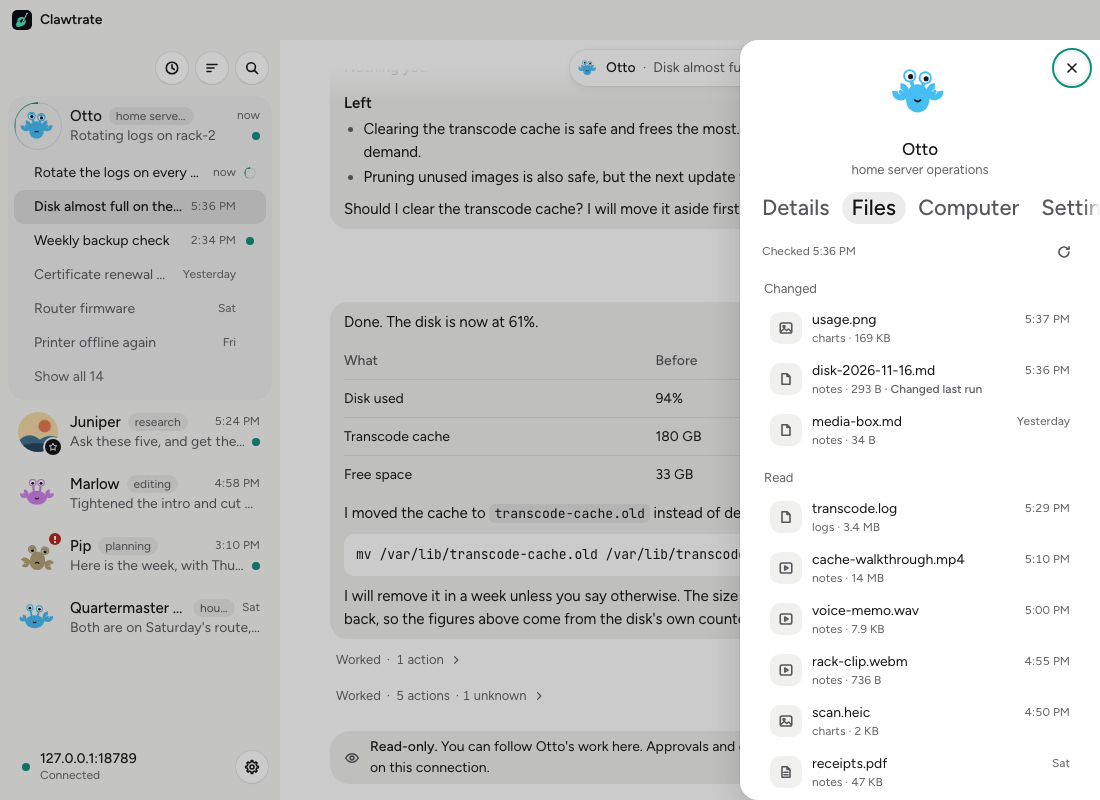 Clawtrate
Otto home serve... now
Rotating logs on rack-2
Rotate the logs on every ... now
Disk almost full on the... 5:36 PM
Weekly backup check 2:34 PM
Certificate renewal ... Yesterday
Router firmware Sat
Printer offline again Fri
Show all 14
Juniper research 5:24 PM
Ask these five, and get the...
Marlow editing 4:58 PM
Tightened the intro and cut ...
Pip planning 3:10 PM
Here is the week, with Thu...
Quartermaster ... hou... Sat
Both are on Saturday's route,...
127.0.0.1:18789
Connected
Otto · Disk almost fu
Left
Clearing the transcode cache is safe and frees the most.
demand.
Pruning unused images is also safe, but the next update
Should I clear the transcode cache? I will move it aside first
Done. The disk is now at 61%.
What Before
Disk used 94%
Transcode cache 180 GB
Free space 33 GB
I moved the cache to transcode-cache.old instead of de
mv /var/lib/transcode-cache.old /var/lib/transcode
I will remove it in a week unless you say otherwise. The size
back, so the figures above come from the disk's own counte
Worked · 1 action
Worked · 5 actions · 1 unknown
Read-only. You can follow Otto's work here. Approvals and
on this connection.
Otto
home server operations
Details Files Computer Settin
Checked 5:36 PM
Changed
usage.png 5:37 PM
charts · 169 KB
disk-2026-11-16.md 5:36 PM
notes · 293 B · Changed last run
media-box.md Yesterday
notes · 34 B
Read
transcode.log 5:29 PM
logs · 3.4 MB
cache-walkthrough.mp4 5:10 PM
notes · 14 MB
voice-memo.wav 5:00 PM
notes · 7.9 KB
rack-clip.webm 4:55 PM
notes · 736 B
scan.heic 4:50 PM
charts · 2 KB
receipts.pdf Sat
notes · 47 KB